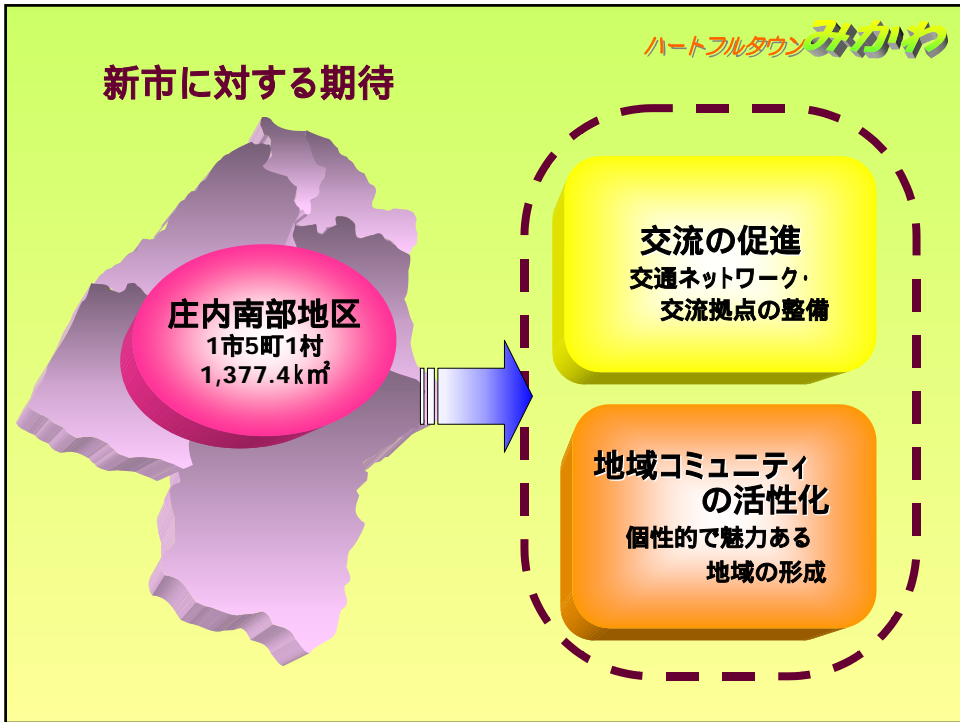 ハートフルタウン みかわ
新市に対する期待
庄内南部地区
1市5町1村
1,377.4k㎡
交流の促進
交通ネットワーク・
交流拠点の整備
地域コミュニティ
の活性化
個性的で魅力ある
地域の形成